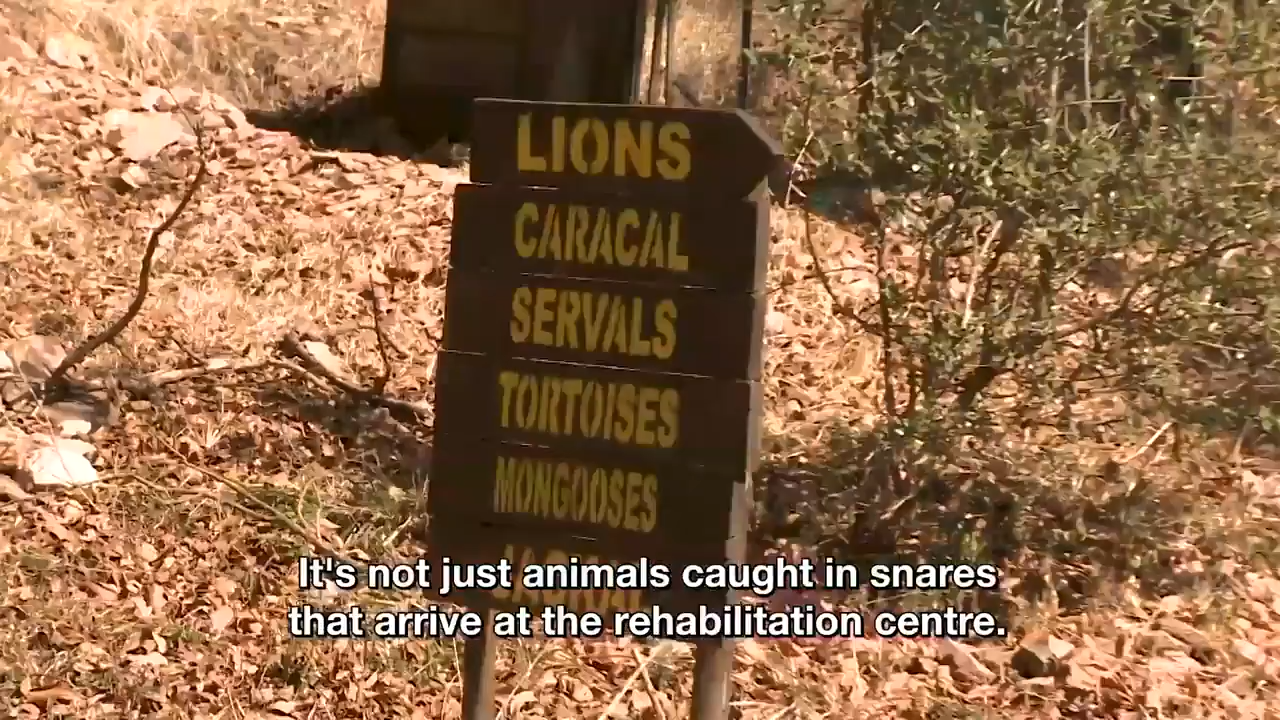 LIONS
CARACAL
SERVALS
TORTOISES
MONGOOSES
It's not just animals caught in snares
that arrive at the rehabilitation centre.